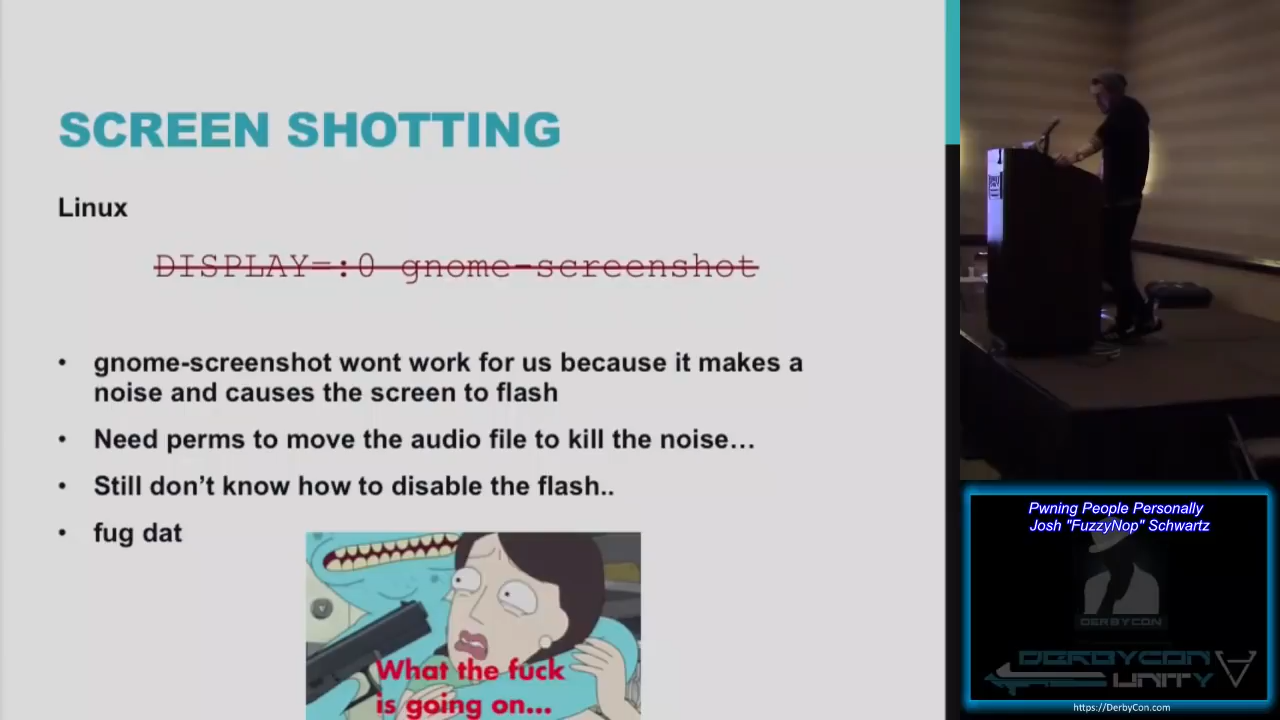 SCREEN SHOTTING
Linux
DISPLAY=:0 gnome-screenshot
• gnome-screenshot wont work for us because it makes a
noise and causes the screen to flash
• Need perms to move the audio file to kill the noise…
• Still don’t know how to disable the flash..
• fug dat
What the fuck
is going on...
Pwning People Personally
Josh "FuzzyNop" Schwartz
DERBYCON
DERBYCON
UNITY
https://DerbyCon.com